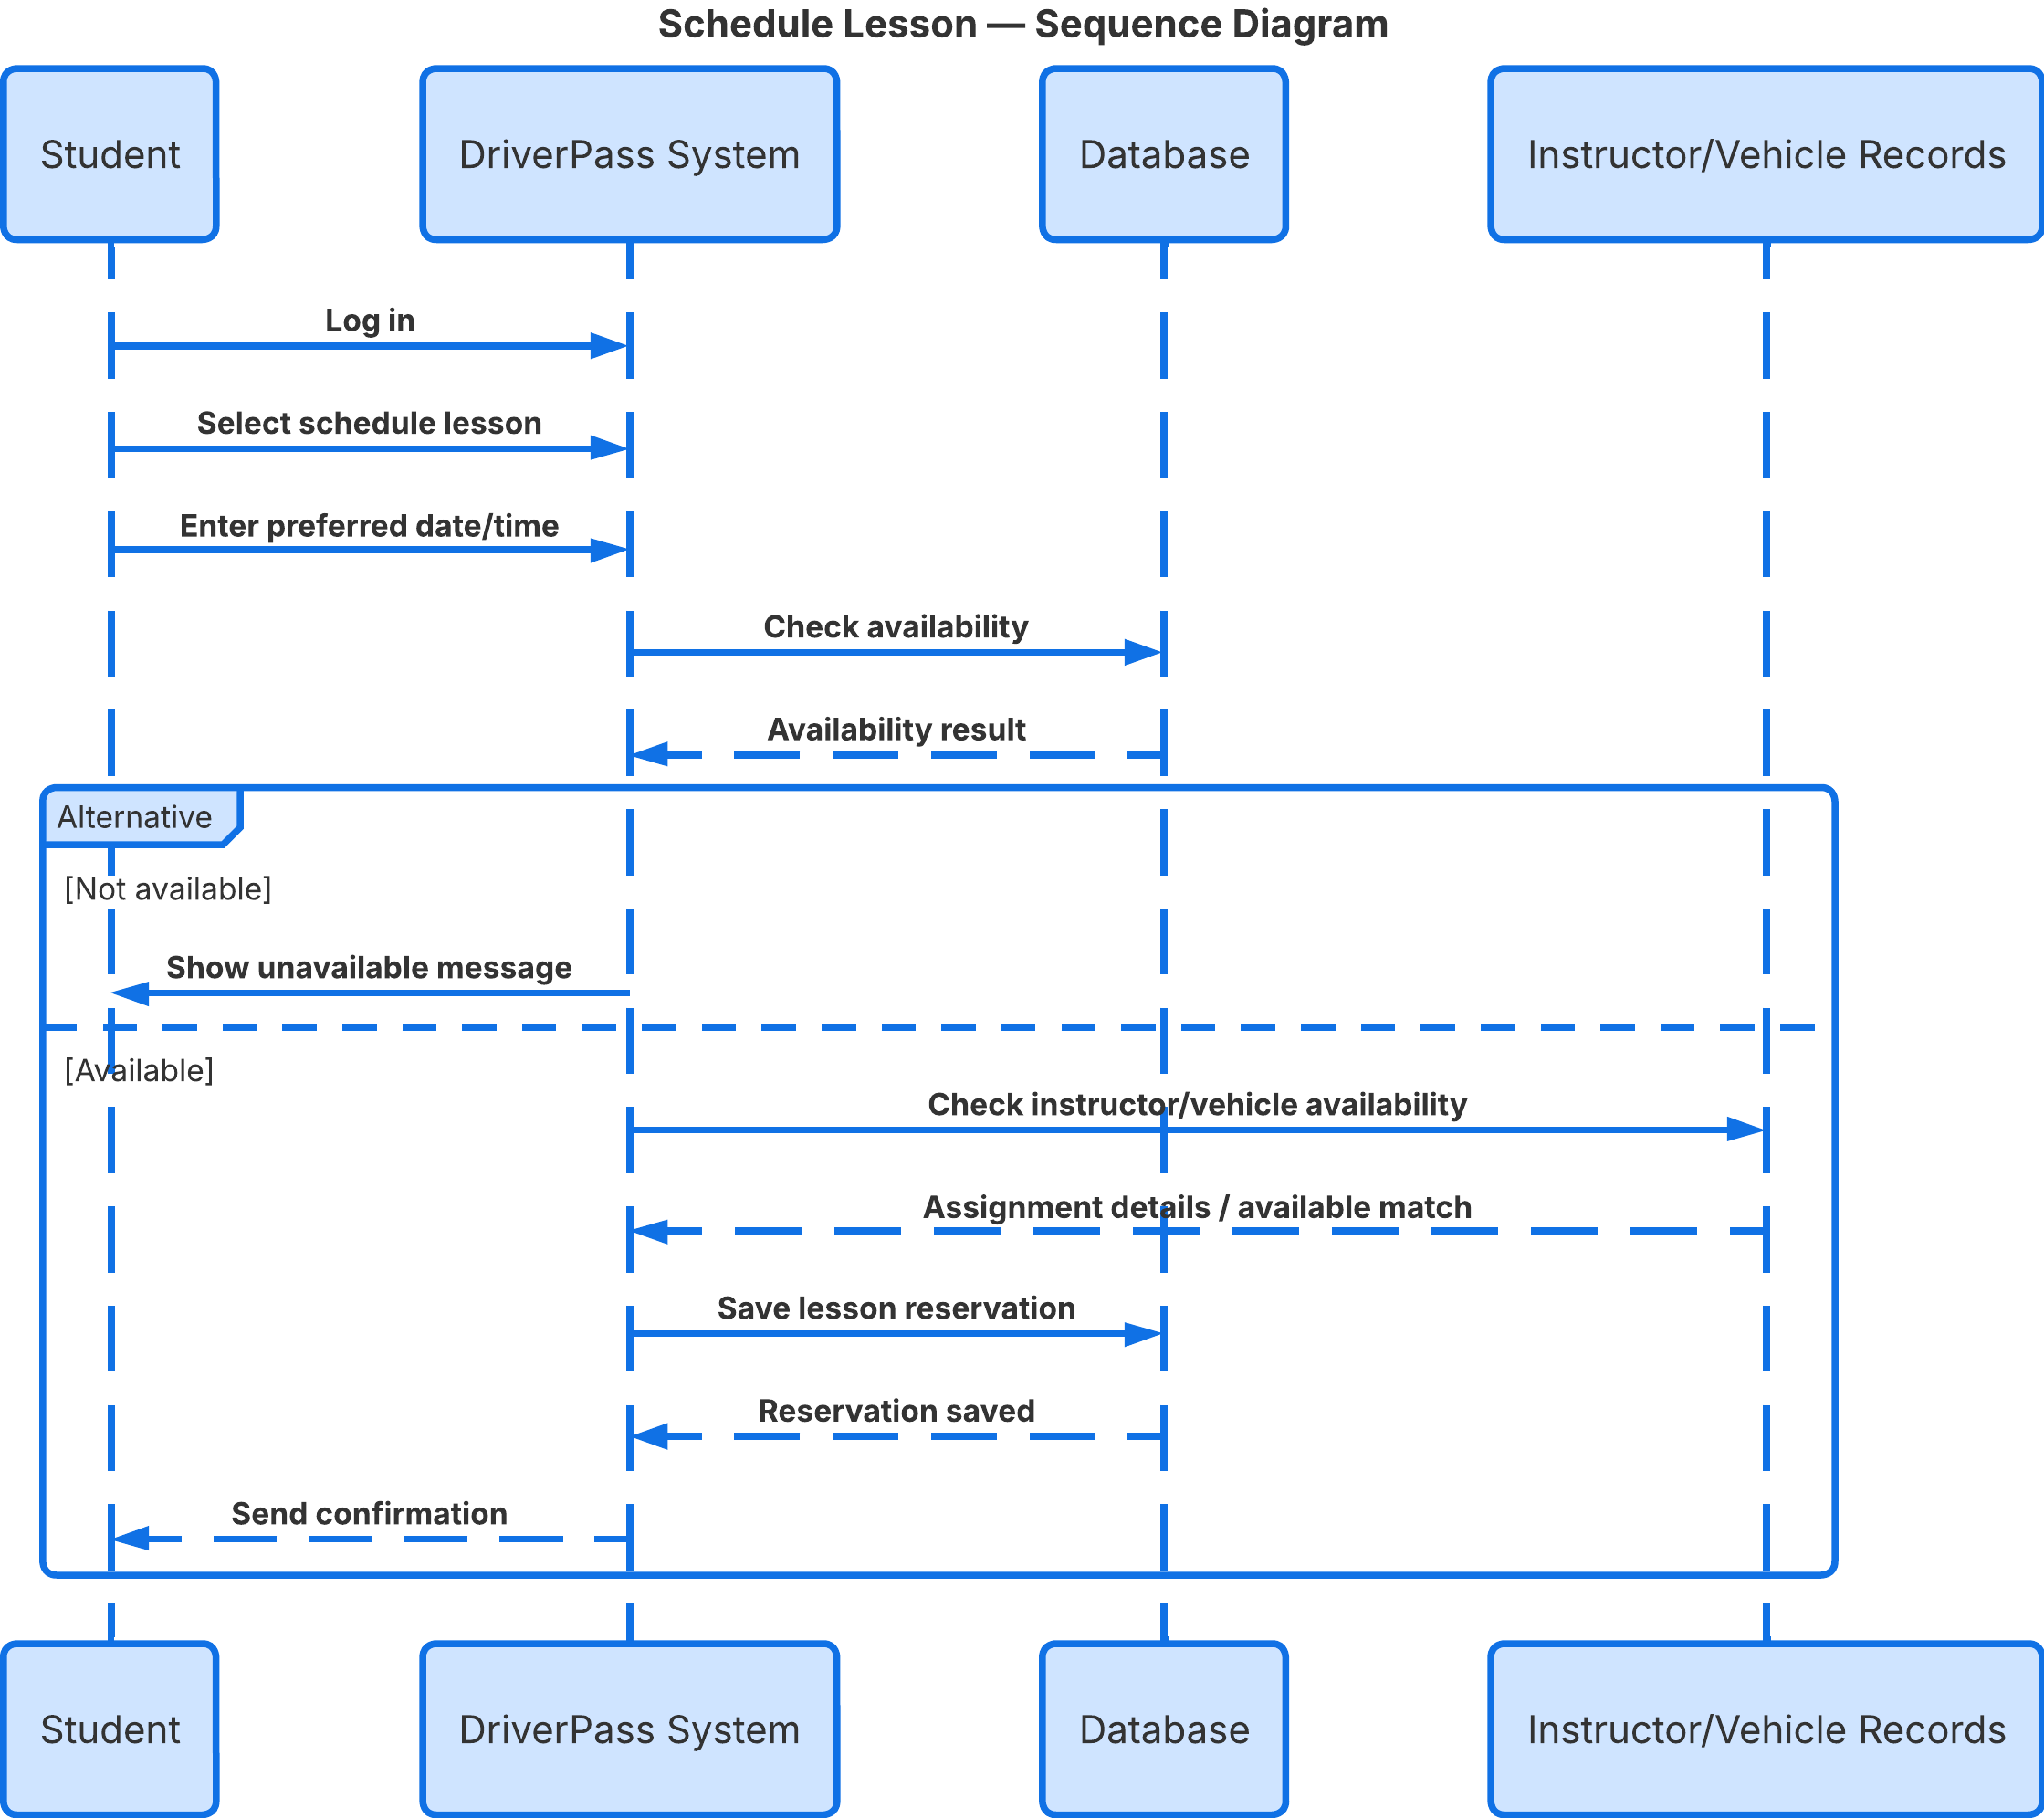 Schedule Lesson — Sequence Diagram
Student
DriverPass System
Database
Instructor/Vehicle Records
Log in
Select schedule lesson
Enter preferred date/time
Check availability
Availability result
Alternative
[Not available]
Show unavailable message
[Available]
Check instructor/vehicle availability
Assignment details / available match
Save lesson reservation
Reservation saved
Send confirmation
Student
DriverPass System
Database
Instructor/Vehicle Records